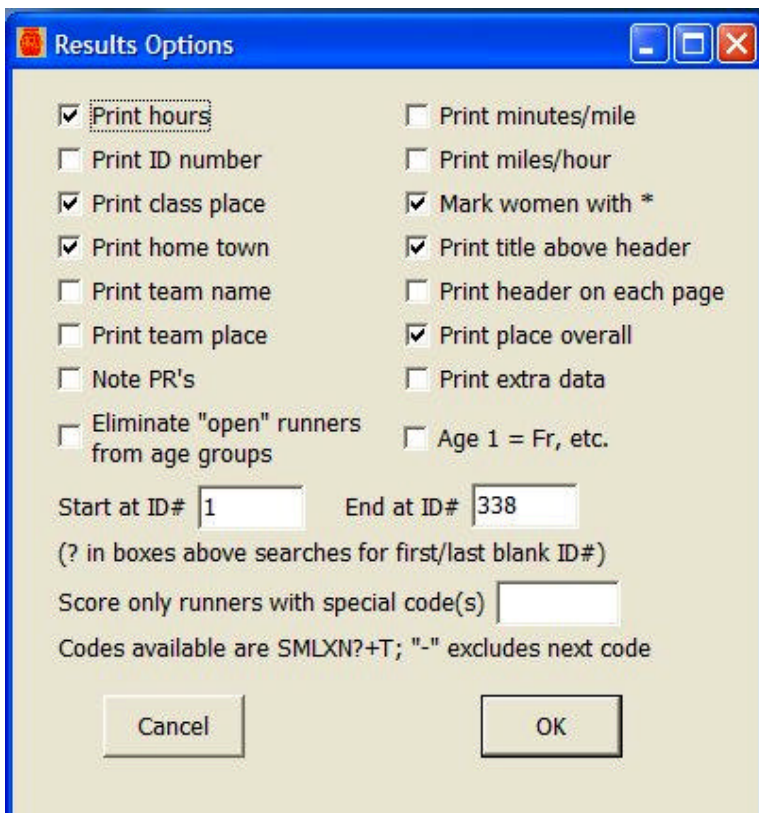 Results Options
Print hours
Print minutes/mile
Print ID number
Print miles/hour
Print class place
Mark women with *
Print home town
Print title above header
Print team name
Print header on each page
Print team place
Print place overall
Note PR's
Print extra data
Eliminate "open" runners
from age groups
Age 1 = Fr, etc.
Start at ID# 1 End at ID# 338
(? in boxes above searches for first/last blank ID#)
Score only runners with special code(s)
Codes available are SMLXN?+T; "-" excludes next code
Cancel OK